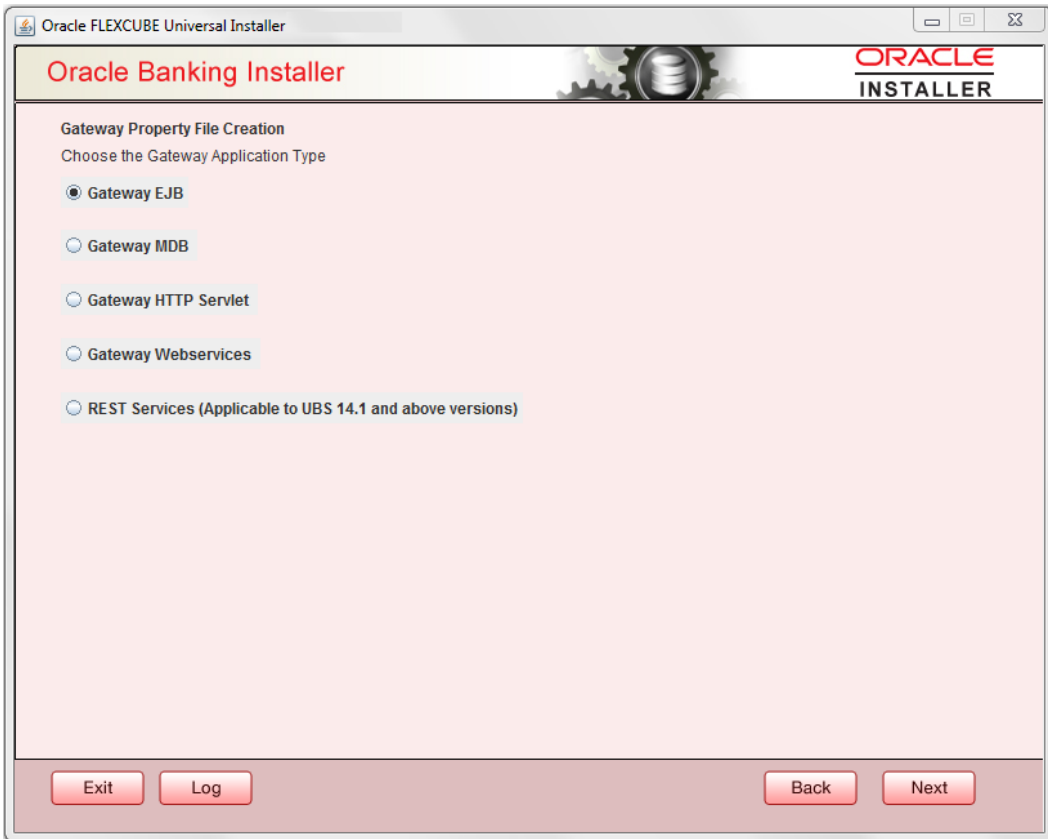 Oracle FLEXCUBE Universal Installer
Oracle Banking Installer
ORACLE
INSTALLER
Gateway Property File Creation
Choose the Gateway Application Type
Gateway EJB
Gateway MDB
Gateway HTTP Servlet
Gateway Webservices
REST Services (Applicable to UBS 14.1 and above versions)
Exit Log Back Next